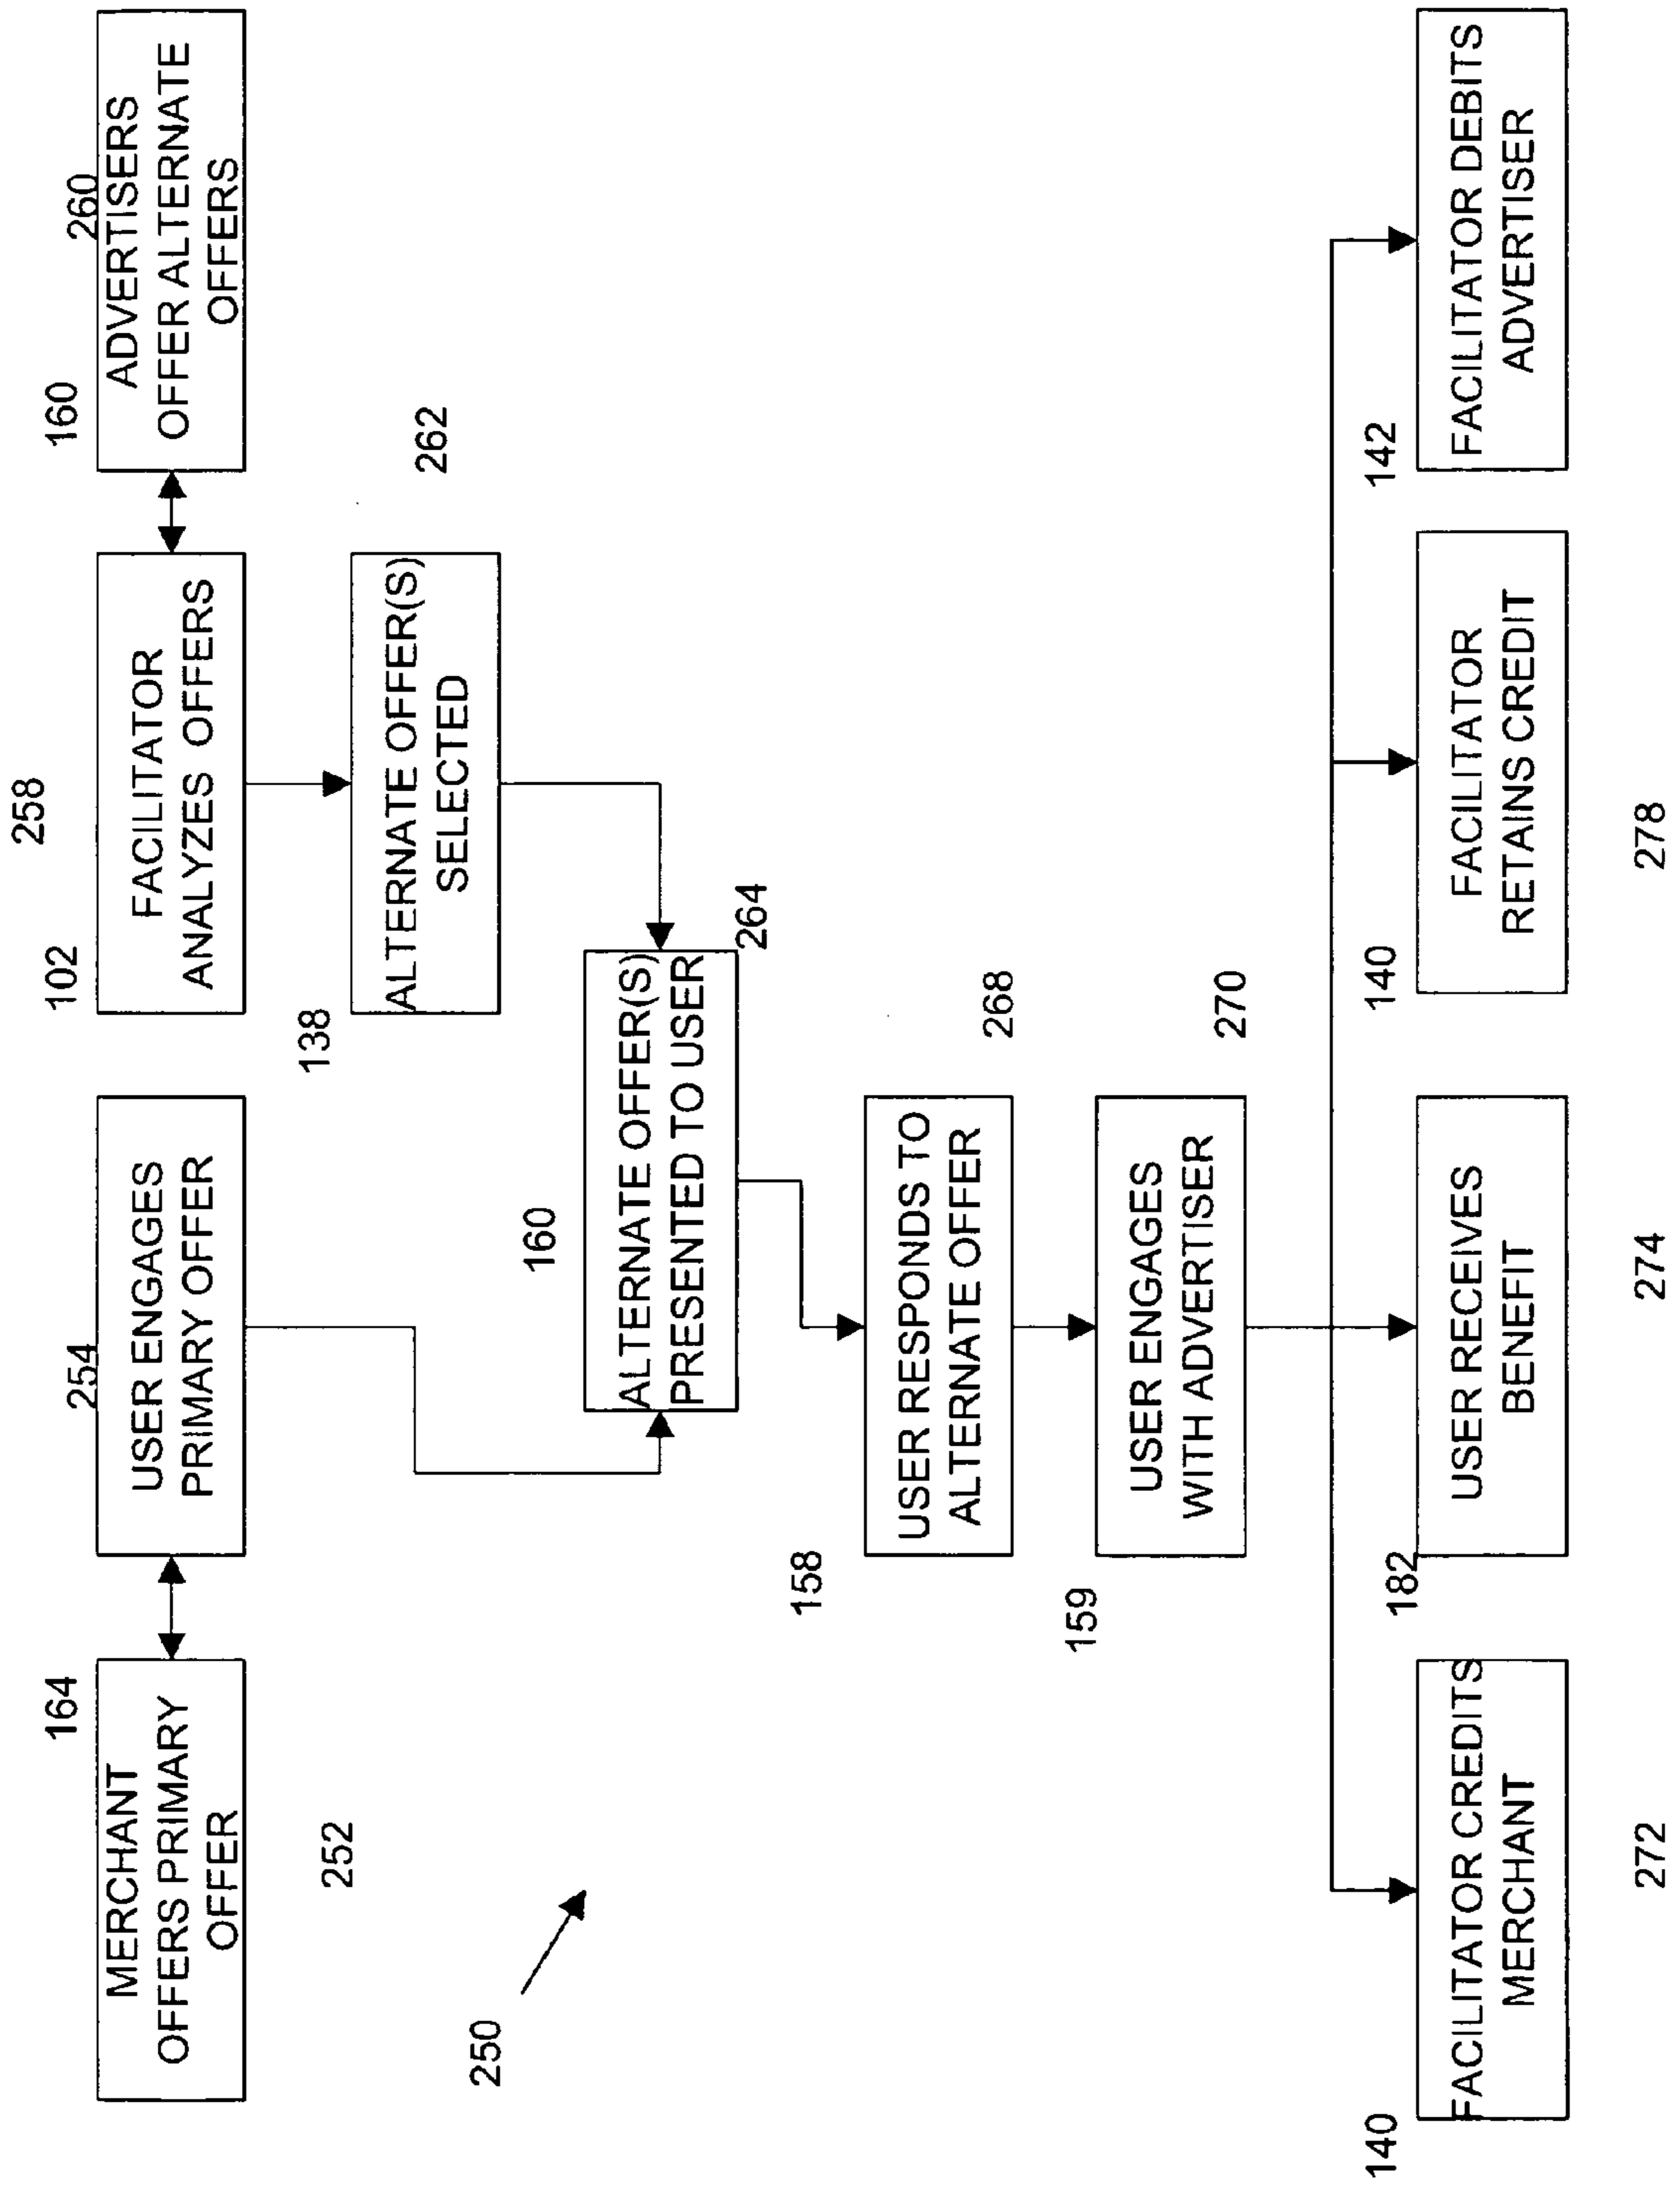 164
MERCHANT
OFFERS PRIMARY
OFFER
252
254
USER ENGAGES
PRIMARY OFFER
102
258
FACILITATOR
ANALYZES OFFERS
160
260
ADVERTISERS
OFFER ALTERNATE
OFFERS
138
ALTERNATE OFFER(S)
SELECTED
262
250
160
ALTERNATE OFFER(S)
PRESENTED TO USER
264
158
USER RESPONDS TO
ALTERNATE OFFER
268
159
USER ENGAGES
WITH ADVERTISER
270
140
FACILITATOR CREDITS
MERCHANT
272
182
USER RECEIVES
BENEFIT
274
140
FACILITATOR
RETAINS CREDIT
278
142
FACILITATOR DEBITS
ADVERTISER